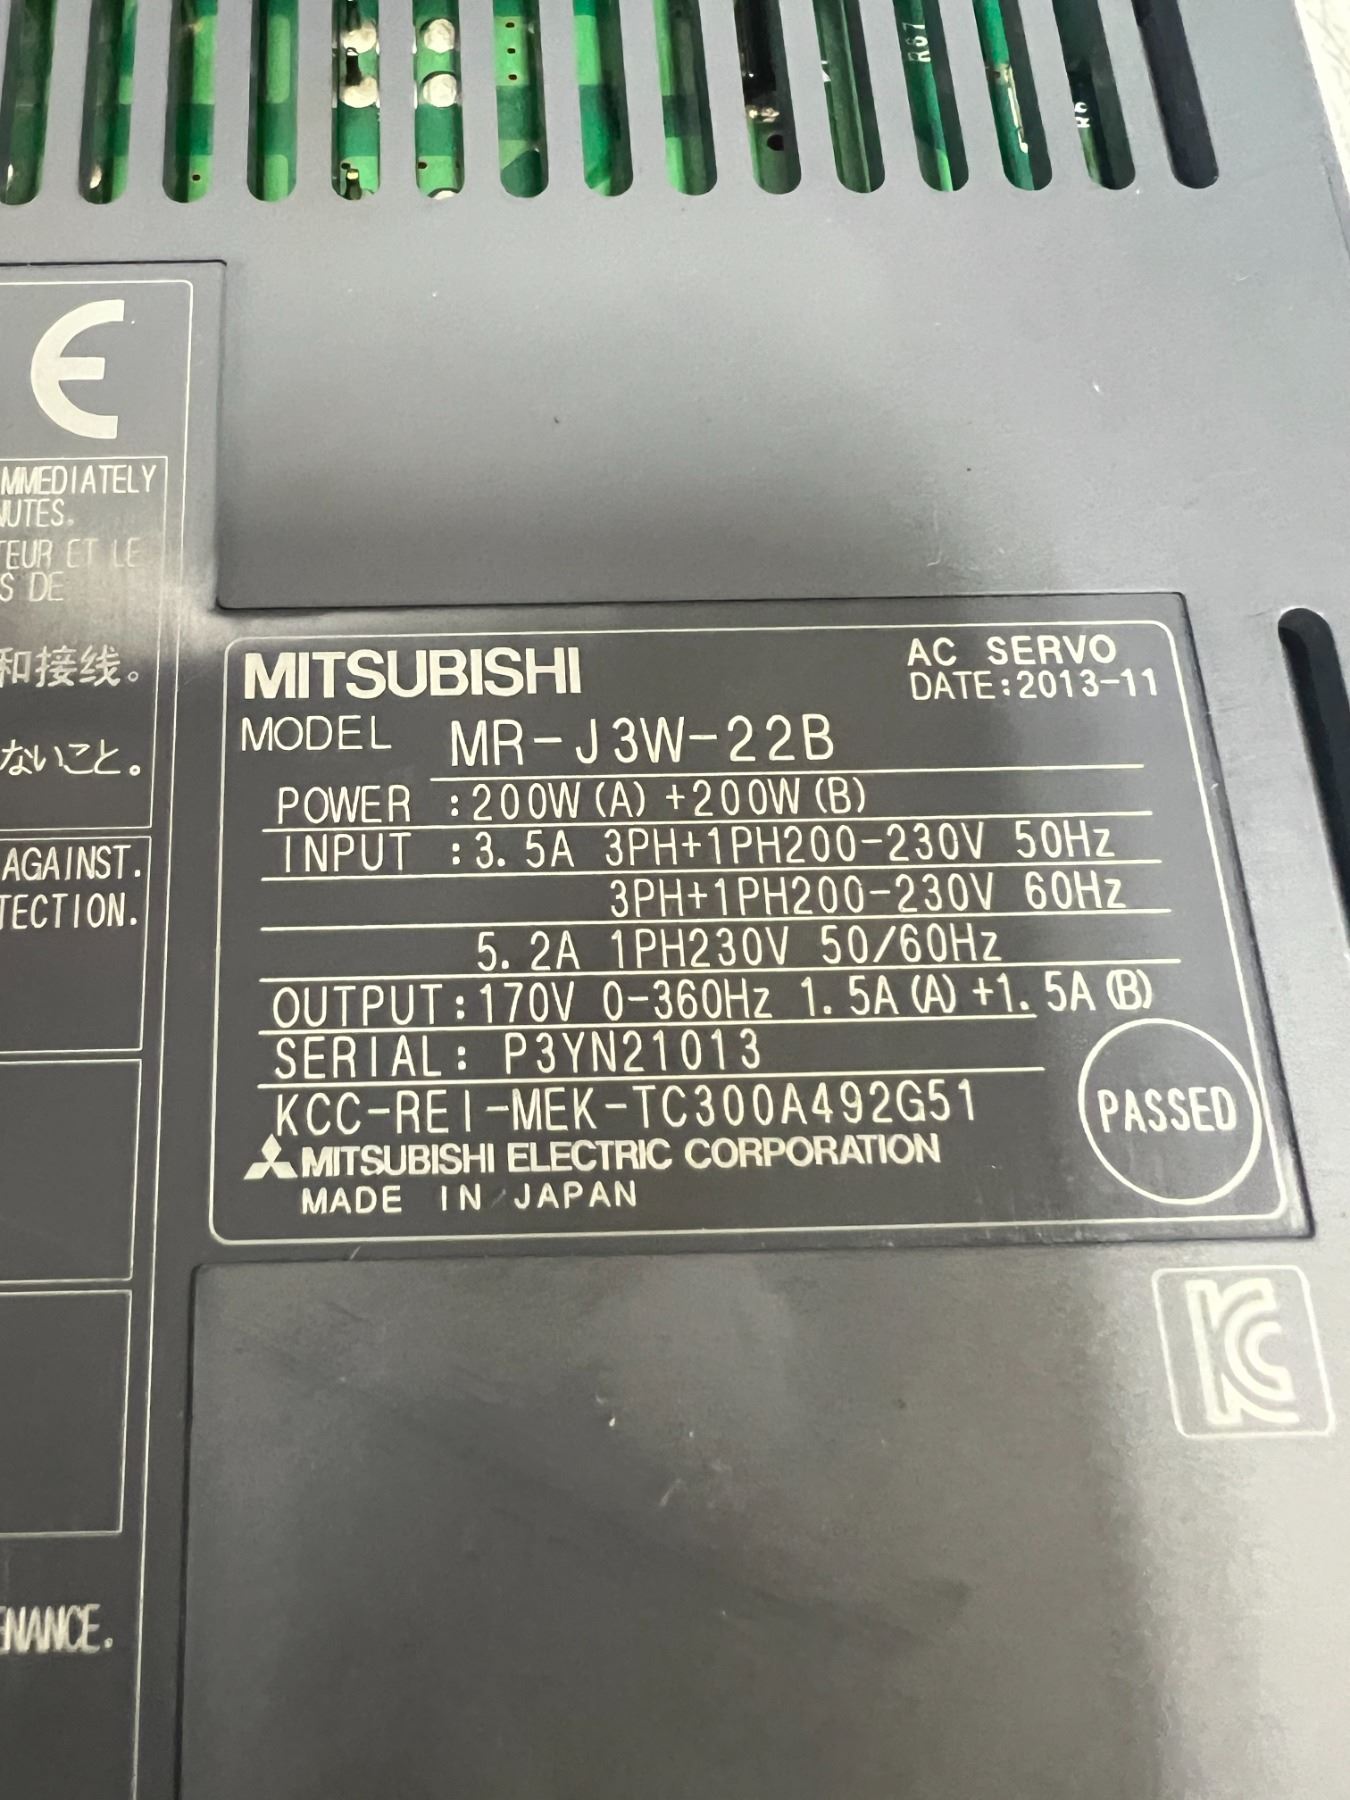 R67
CE
IMMEDIATELY
NUTES.
TEUR ET LE
S DE
和接线。
ないこと。
AGAINST.
TECTION.
ENANCE.
MITSUBISHI
AC SERVO
DATE:2013-11
MODEL MR-J3W-22B
POWER :200W(A)+200W(B)
INPUT :3.5A 3PH+1PH200-230V 50Hz
3PH+1PH200-230V 60Hz
5.2A 1PH230V 50/60Hz
OUTPUT:170V 0-360Hz 1.5A(A)+1.5A(B)
SERIAL: P3YN21013
KCC-REI-MEK-TC300A492G51
PASSED
MITSUBISHI ELECTRIC CORPORATION
MADE IN JAPAN